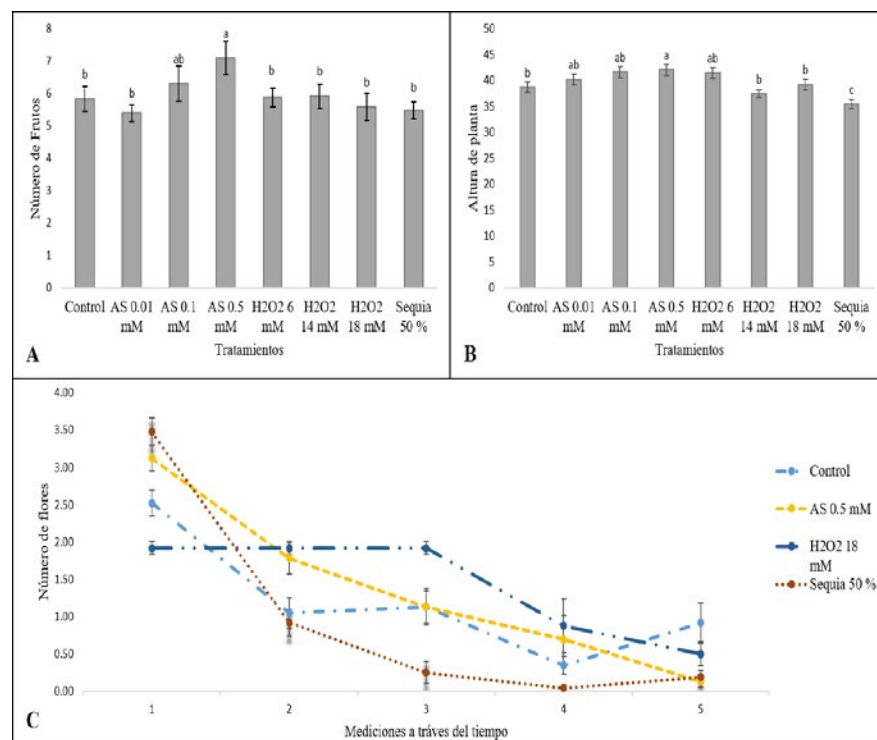 8
7
6
5
4
3
2
1
0
Número de Frutos
b
b
ab
a
b
b
b
b
Control
AS 0.01 mM
AS 0.1 mM
AS 0.5 mM
H2O2 6 mM
H2O2 14 mM
H2O2 18 mM
Sequia 50 %
Tratamientos
A
50
45
40
35
30
25
20
15
10
5
0
Altura de planta
b
ab
ab
a
ab
b
b
c
Control
AS 0.01 mM
AS 0.1 mM
AS 0.5 mM
H2O2 6 mM
H2O2 14 mM
H2O2 18 mM
Sequia 50 %
Tratamientos
B
4.00
3.50
3.00
2.50
2.00
1.50
1.00
0.50
0.00
Número de flores
1
2
3
4
5
Mediciones a tráves del tiempo
C
Control
AS 0.5 mM
H2O2 18
mM
Sequia 50 %